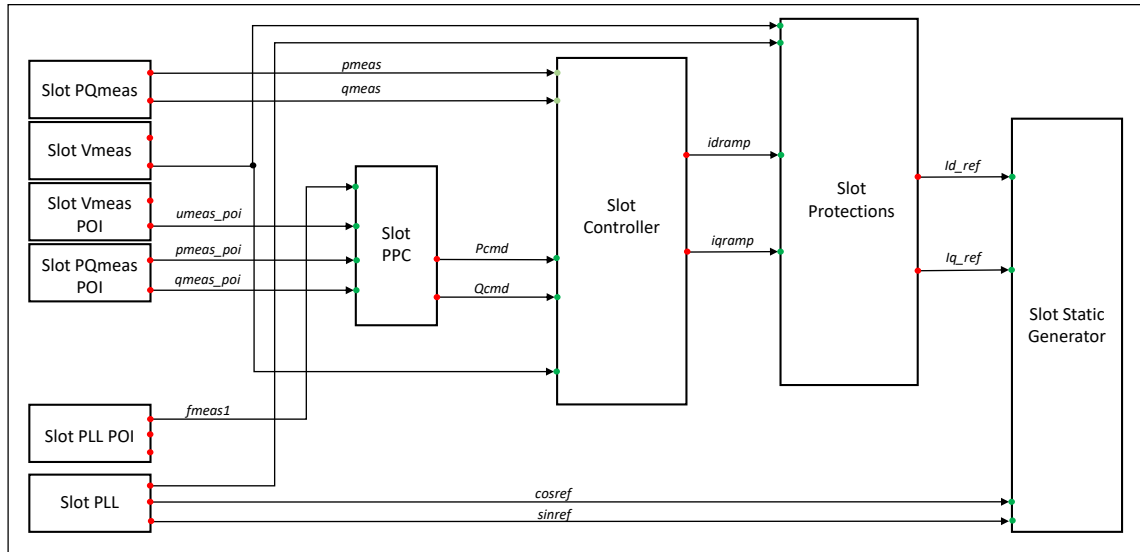 pmeas
Slot PQmeas
qmeas
Slot Vmeas
idramp
Id_ref
Slot Vmeas
POI
umeas_poi
Slot
PPC
Slot
Controller
Slot
Protections
Slot PQmeas
POI
pmeas_poi
qmeas_poi
Pcmd
Qcmd
iqramp
Iq_ref
Slot Static
Generator
fmeas1
Slot PLL POI
Slot PLL
cosref
sinref